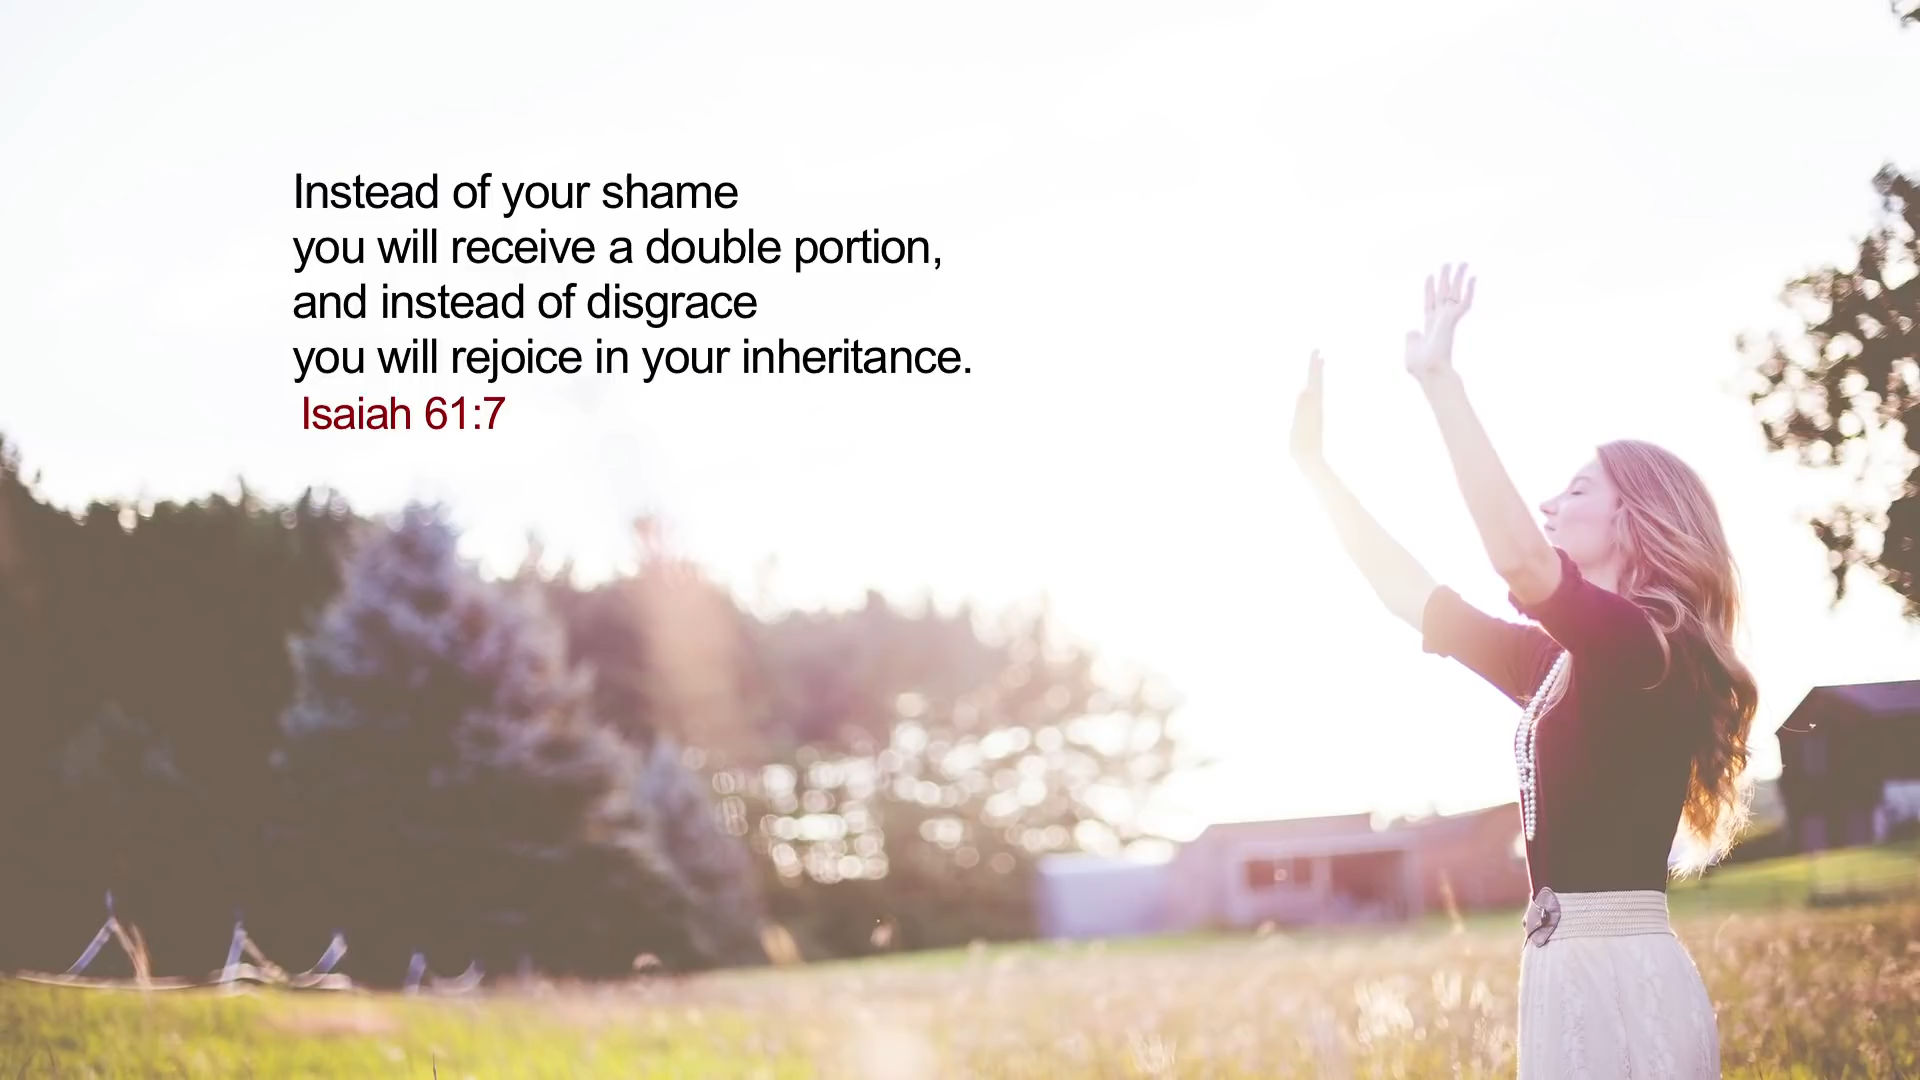 Instead of your shame
you will receive a double portion,
and instead of disgrace
you will rejoice in your inheritance.
Isaiah 61:7